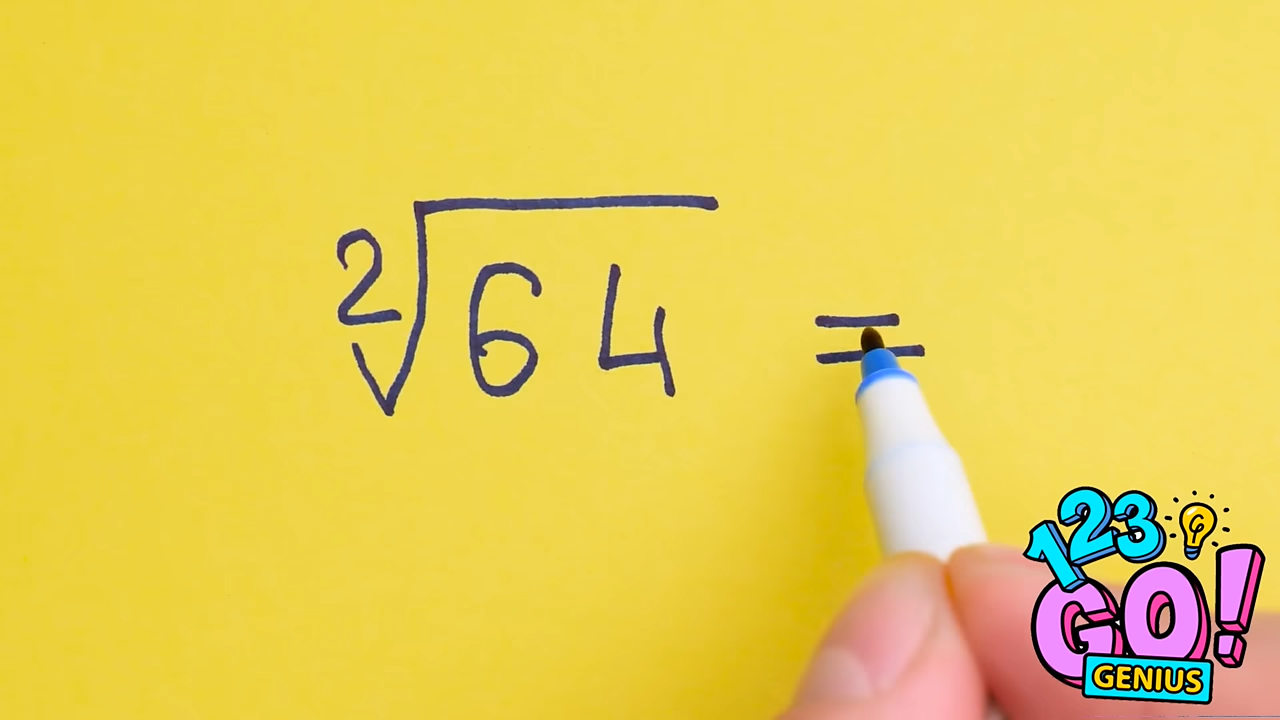 ²√64 =
123
GO!
GENIUS